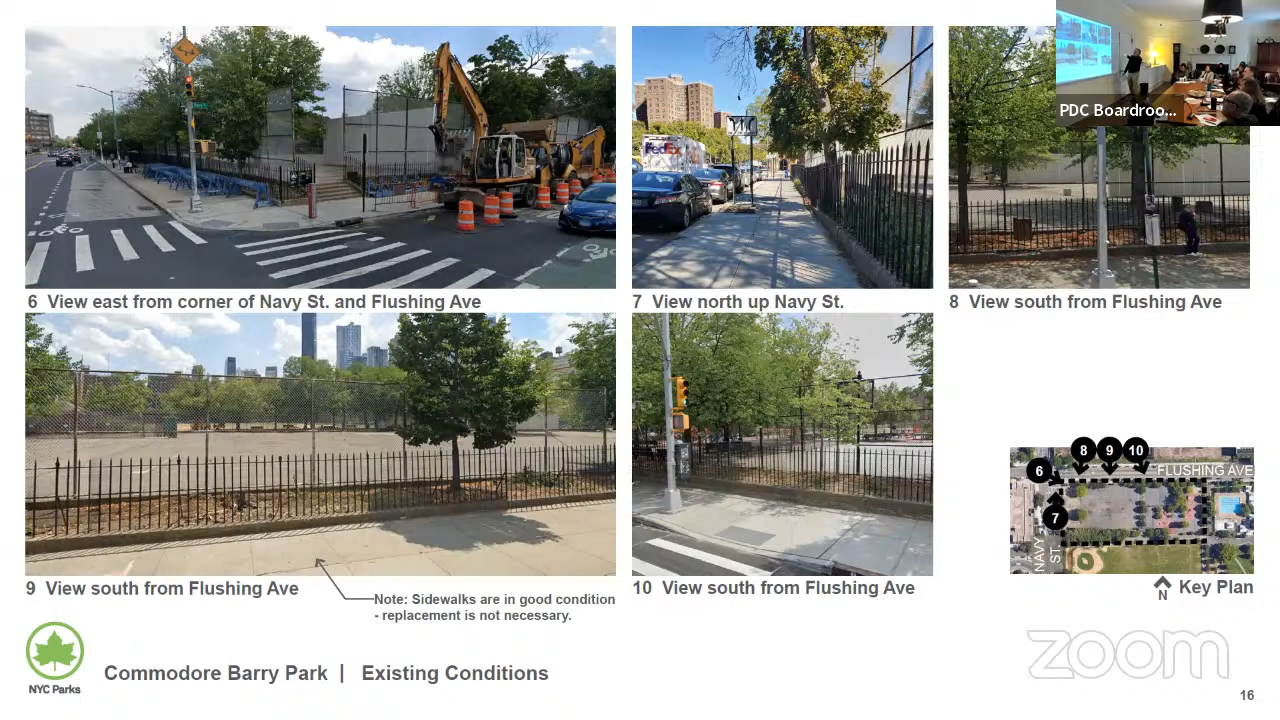 FedEx
PDC Boardroo...
6 View east from corner of Navy St. and Flushing Ave
7 View north up Navy St.
8 View south from Flushing Ave
9 View south from Flushing Ave
Note: Sidewalks are in good condition
- replacement is not necessary.
10 View south from Flushing Ave
6
8
9
10
FLUSHING AVE
7
NAVY
ST.
N
Key Plan
NYC Parks
Commodore Barry Park | Existing Conditions
zoom
16